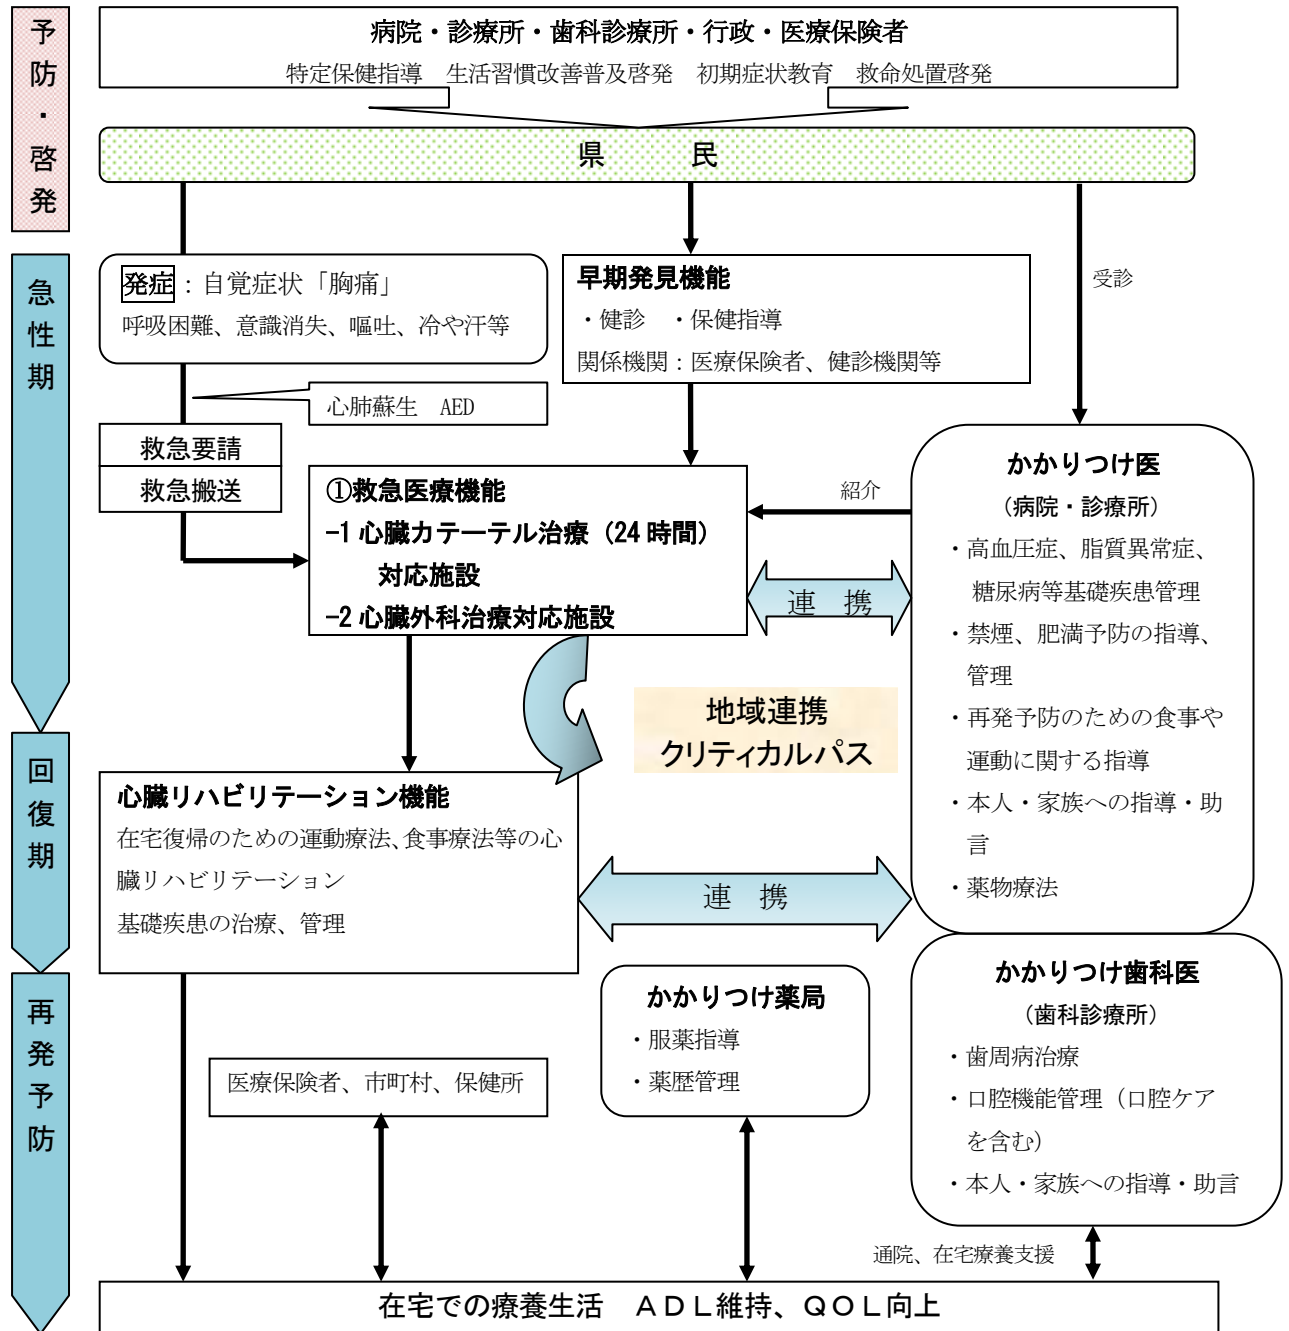 予防・啓発
病院・診療所・歯科診療所・行政・医療保険者
特定保健指導　生活習慣改善普及啓発　初期症状教育　救命処置啓発
県　　民
急性期
発症：自覚症状「胸痛」
呼吸困難、意識消失、嘔吐、冷や汗等
早期発見機能
・健診　・保健指導
関係機関：医療保険者、健診機関等
受診
心肺蘇生　AED
救急要請
救急搬送
①救急医療機能
-1 心臓カテーテル治療（24時間）
対応施設
-2 心臓外科治療対応施設
紹介
連　携
かかりつけ医
（病院・診療所）
・高血圧症、脂質異常症、
糖尿病等基礎疾患管理
・禁煙、肥満予防の指導、
管理
・再発予防のための食事や
運動に関する指導
・本人・家族への指導・助
言
・薬物療法
地域連携
クリティカルパス
回復期
心臓リハビリテーション機能
在宅復帰のための運動療法、食事療法等の心
臓リハビリテーション
基礎疾患の治療、管理
連　携
再発予防
かかりつけ薬局
・服薬指導
・薬歴管理
かかりつけ歯科医
（歯科診療所）
・歯周病治療
・口腔機能管理（口腔ケア
を含む）
・本人・家族への指導・助言
医療保険者、市町村、保健所
通院、在宅療養支援
在宅での療養生活　ＡＤＬ維持、ＱＯＬ向上